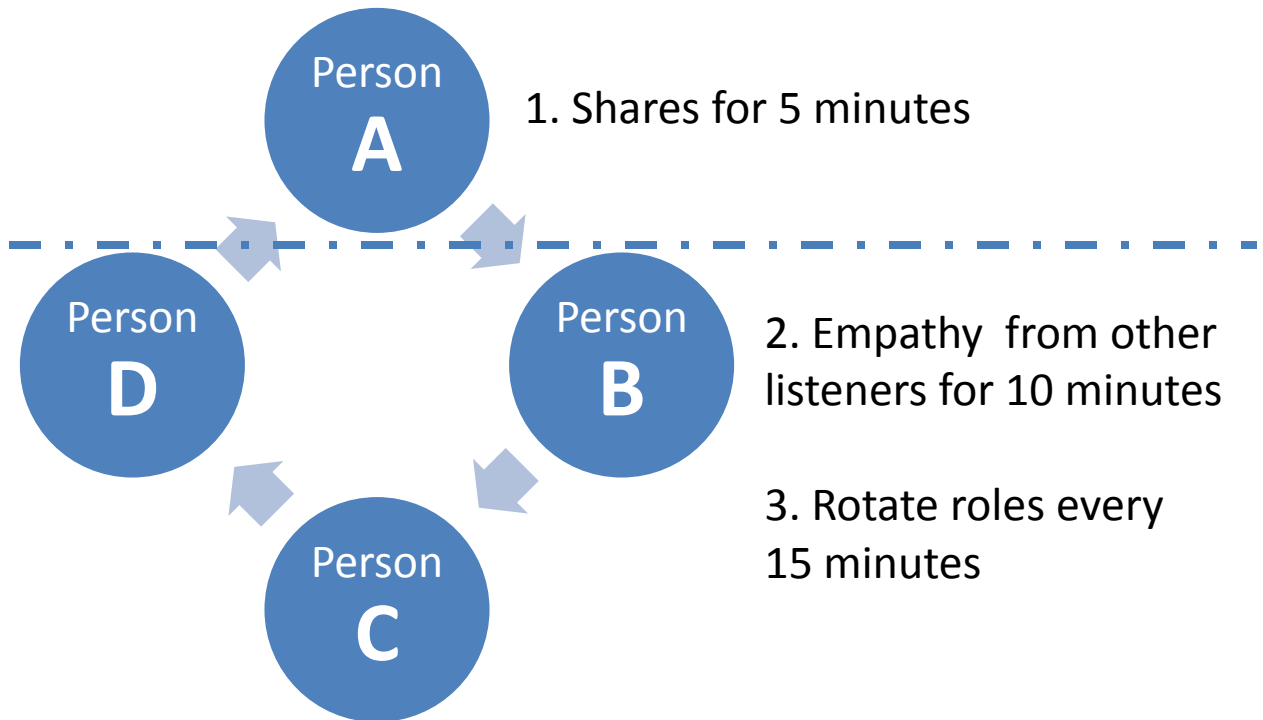 Person
A
1. Shares for 5 minutes
Person
D
Person
B
2. Empathy  from other
listeners for 10 minutes
3. Rotate roles every
15 minutes
Person
C